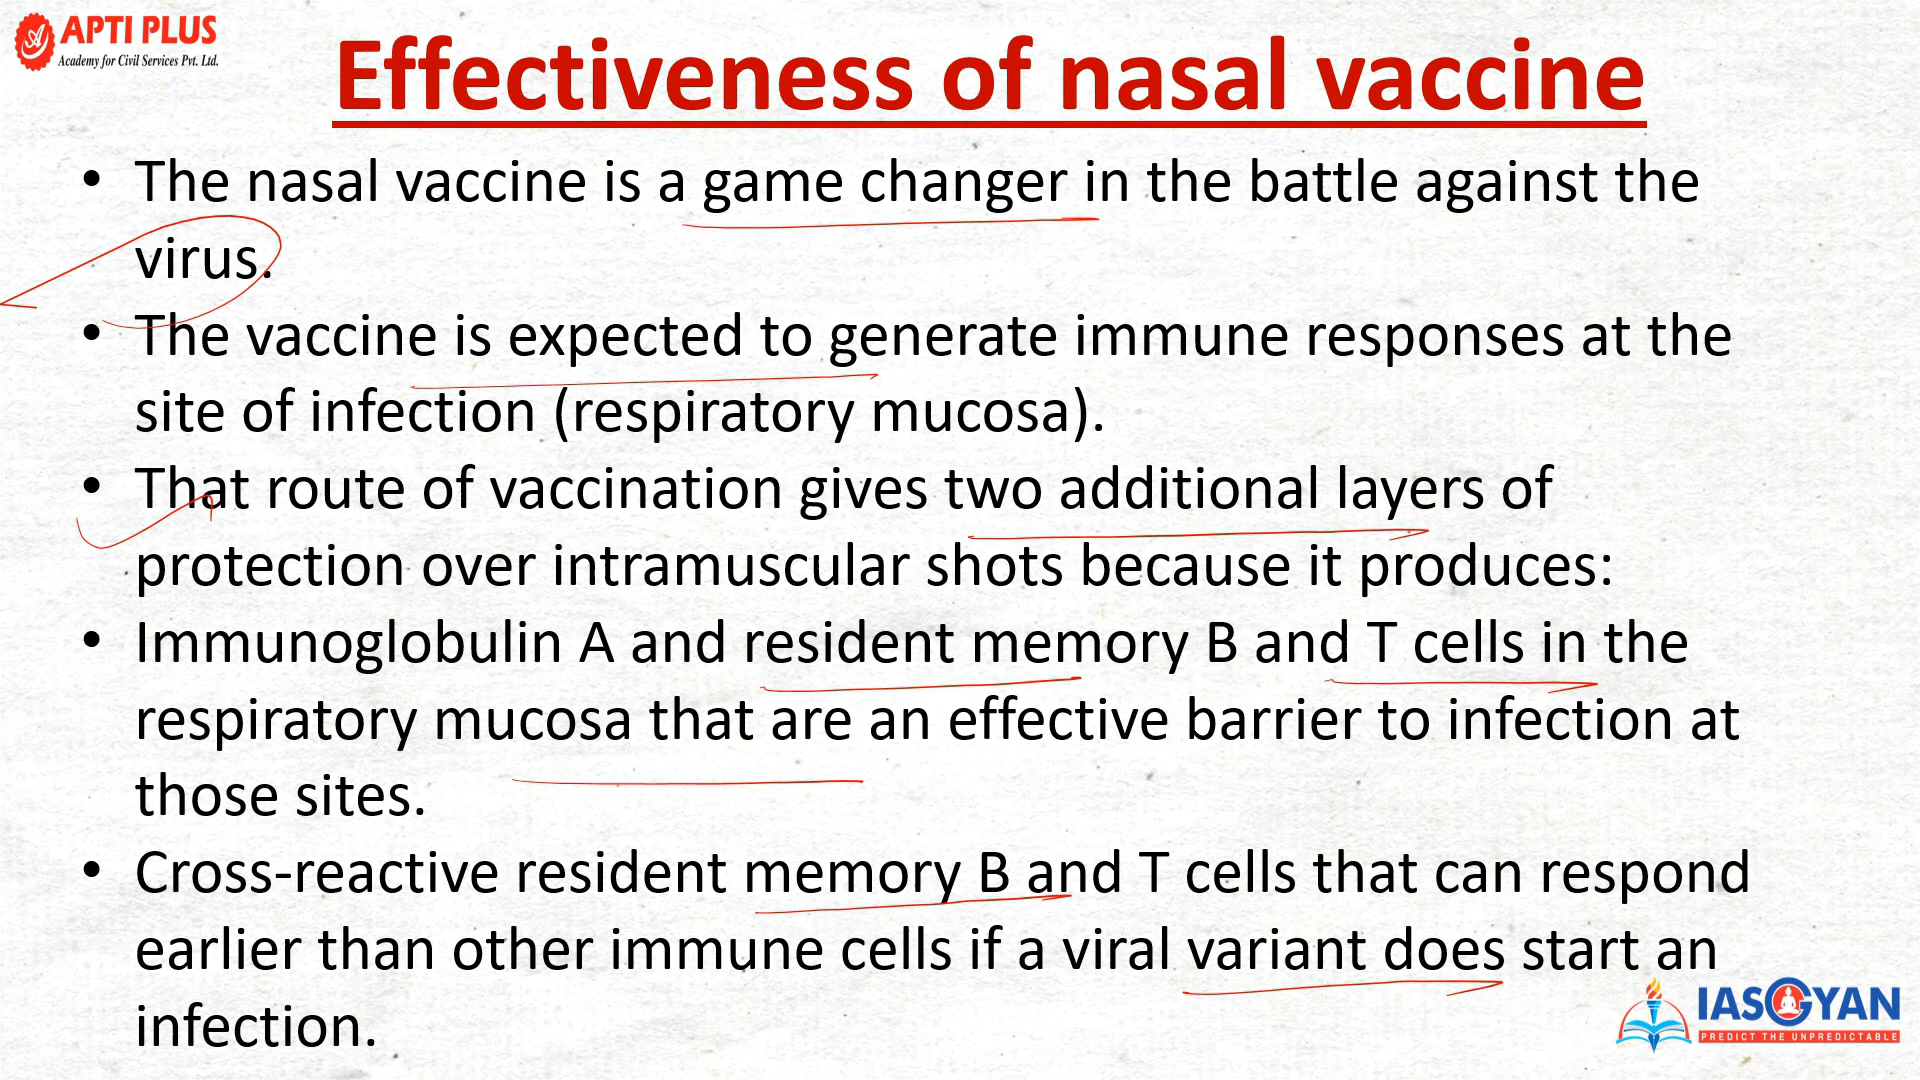 APTI PLUS
Academy for Civil Services Pvt. Ltd.
Effectiveness of nasal vaccine
• The nasal vaccine is a game changer in the battle against the
virus.
• The vaccine is expected to generate immune responses at the
site of infection (respiratory mucosa).
• That route of vaccination gives two additional layers of
protection over intramuscular shots because it produces:
• Immunoglobulin A and resident memory B and T cells in the
respiratory mucosa that are an effective barrier to infection at
those sites.
• Cross-reactive resident memory B and T cells that can respond
earlier than other immune cells if a viral variant does start an
infection.
IASGYAN
PREDICT THE UNPREDICTABLE